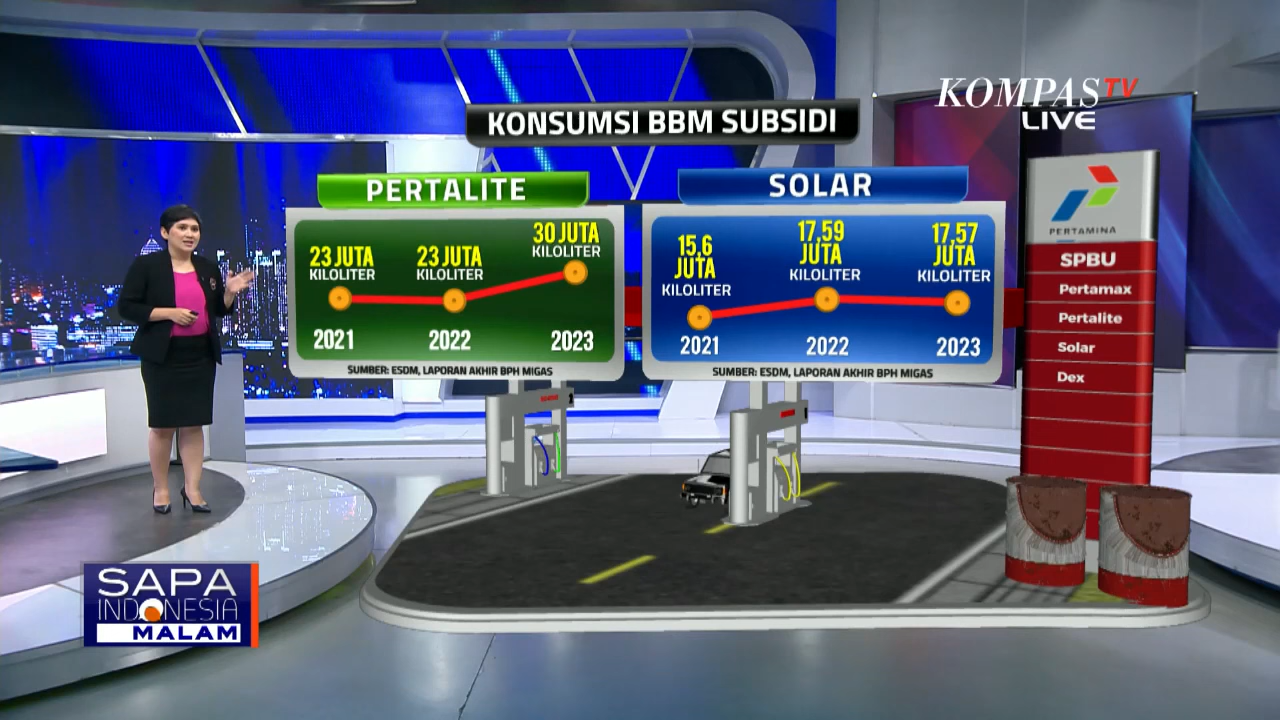 KOMPAS TV
LIVE
KONSUMSI BBM SUBSIDI
PERTALITE
23 JUTA
KILOLITER
23 JUTA
KILOLITER
30 JUTA
KILOLITER
2021
2022
2023
SUMBER: ESDM, LAPORAN AKHIR BPH MIGAS
SOLAR
15.6
JUTA
KILOLITER
17,59
JUTA
KILOLITER
17,57
JUTA
KILOLITER
2021
2022
2023
SUMBER: ESDM, LAPORAN AKHIR BPH MIGAS
PERTAMINA
SPBU
Pertamax
Pertalite
Solar
Dex
SAPA
INDONESIA
MALAM